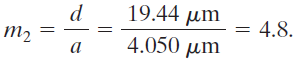 m₂ = d/a = 19.44 μm/4.050 μm = 4.8.